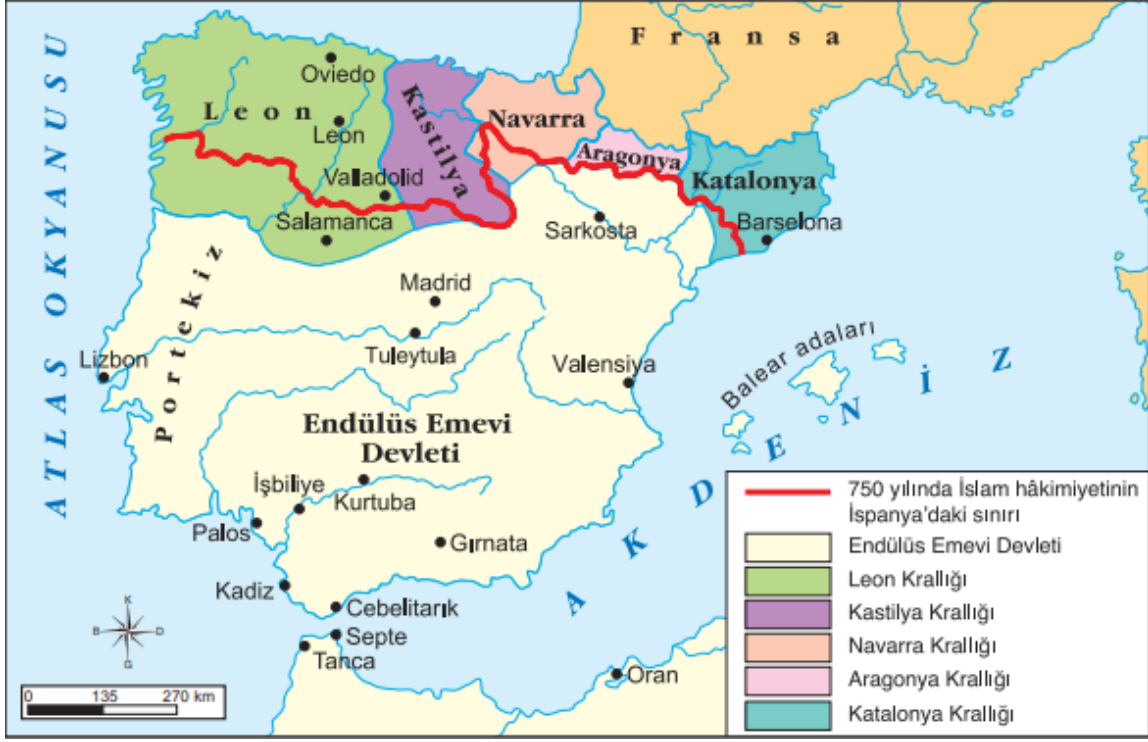 Fransa
ATLAS OKYANUSU
Oviedo
Leon
Leon
Kastilya
Navarra
Aragonya
Katalonya
Valladolid
Salamanca
Sarkosta
Barselona
Portekiz
Madrid
Tuleytula
Lizbon
Valensiya
Balear adaları
AKDENİZ
Endülüs Emevi
Devleti
İşbiliye
Kurtuba
Palos
Gırnata
Kadiz
Cebelitarık
Septe
Tanca
Oran
K
B
D
G
0 135 270 km
750 yılında İslam hâkimiyetinin
İspanya'daki sınırı
Endülüs Emevi Devleti
Leon Krallığı
Kastilya Krallığı
Navarra Krallığı
Aragonya Krallığı
Katalonya Krallığı